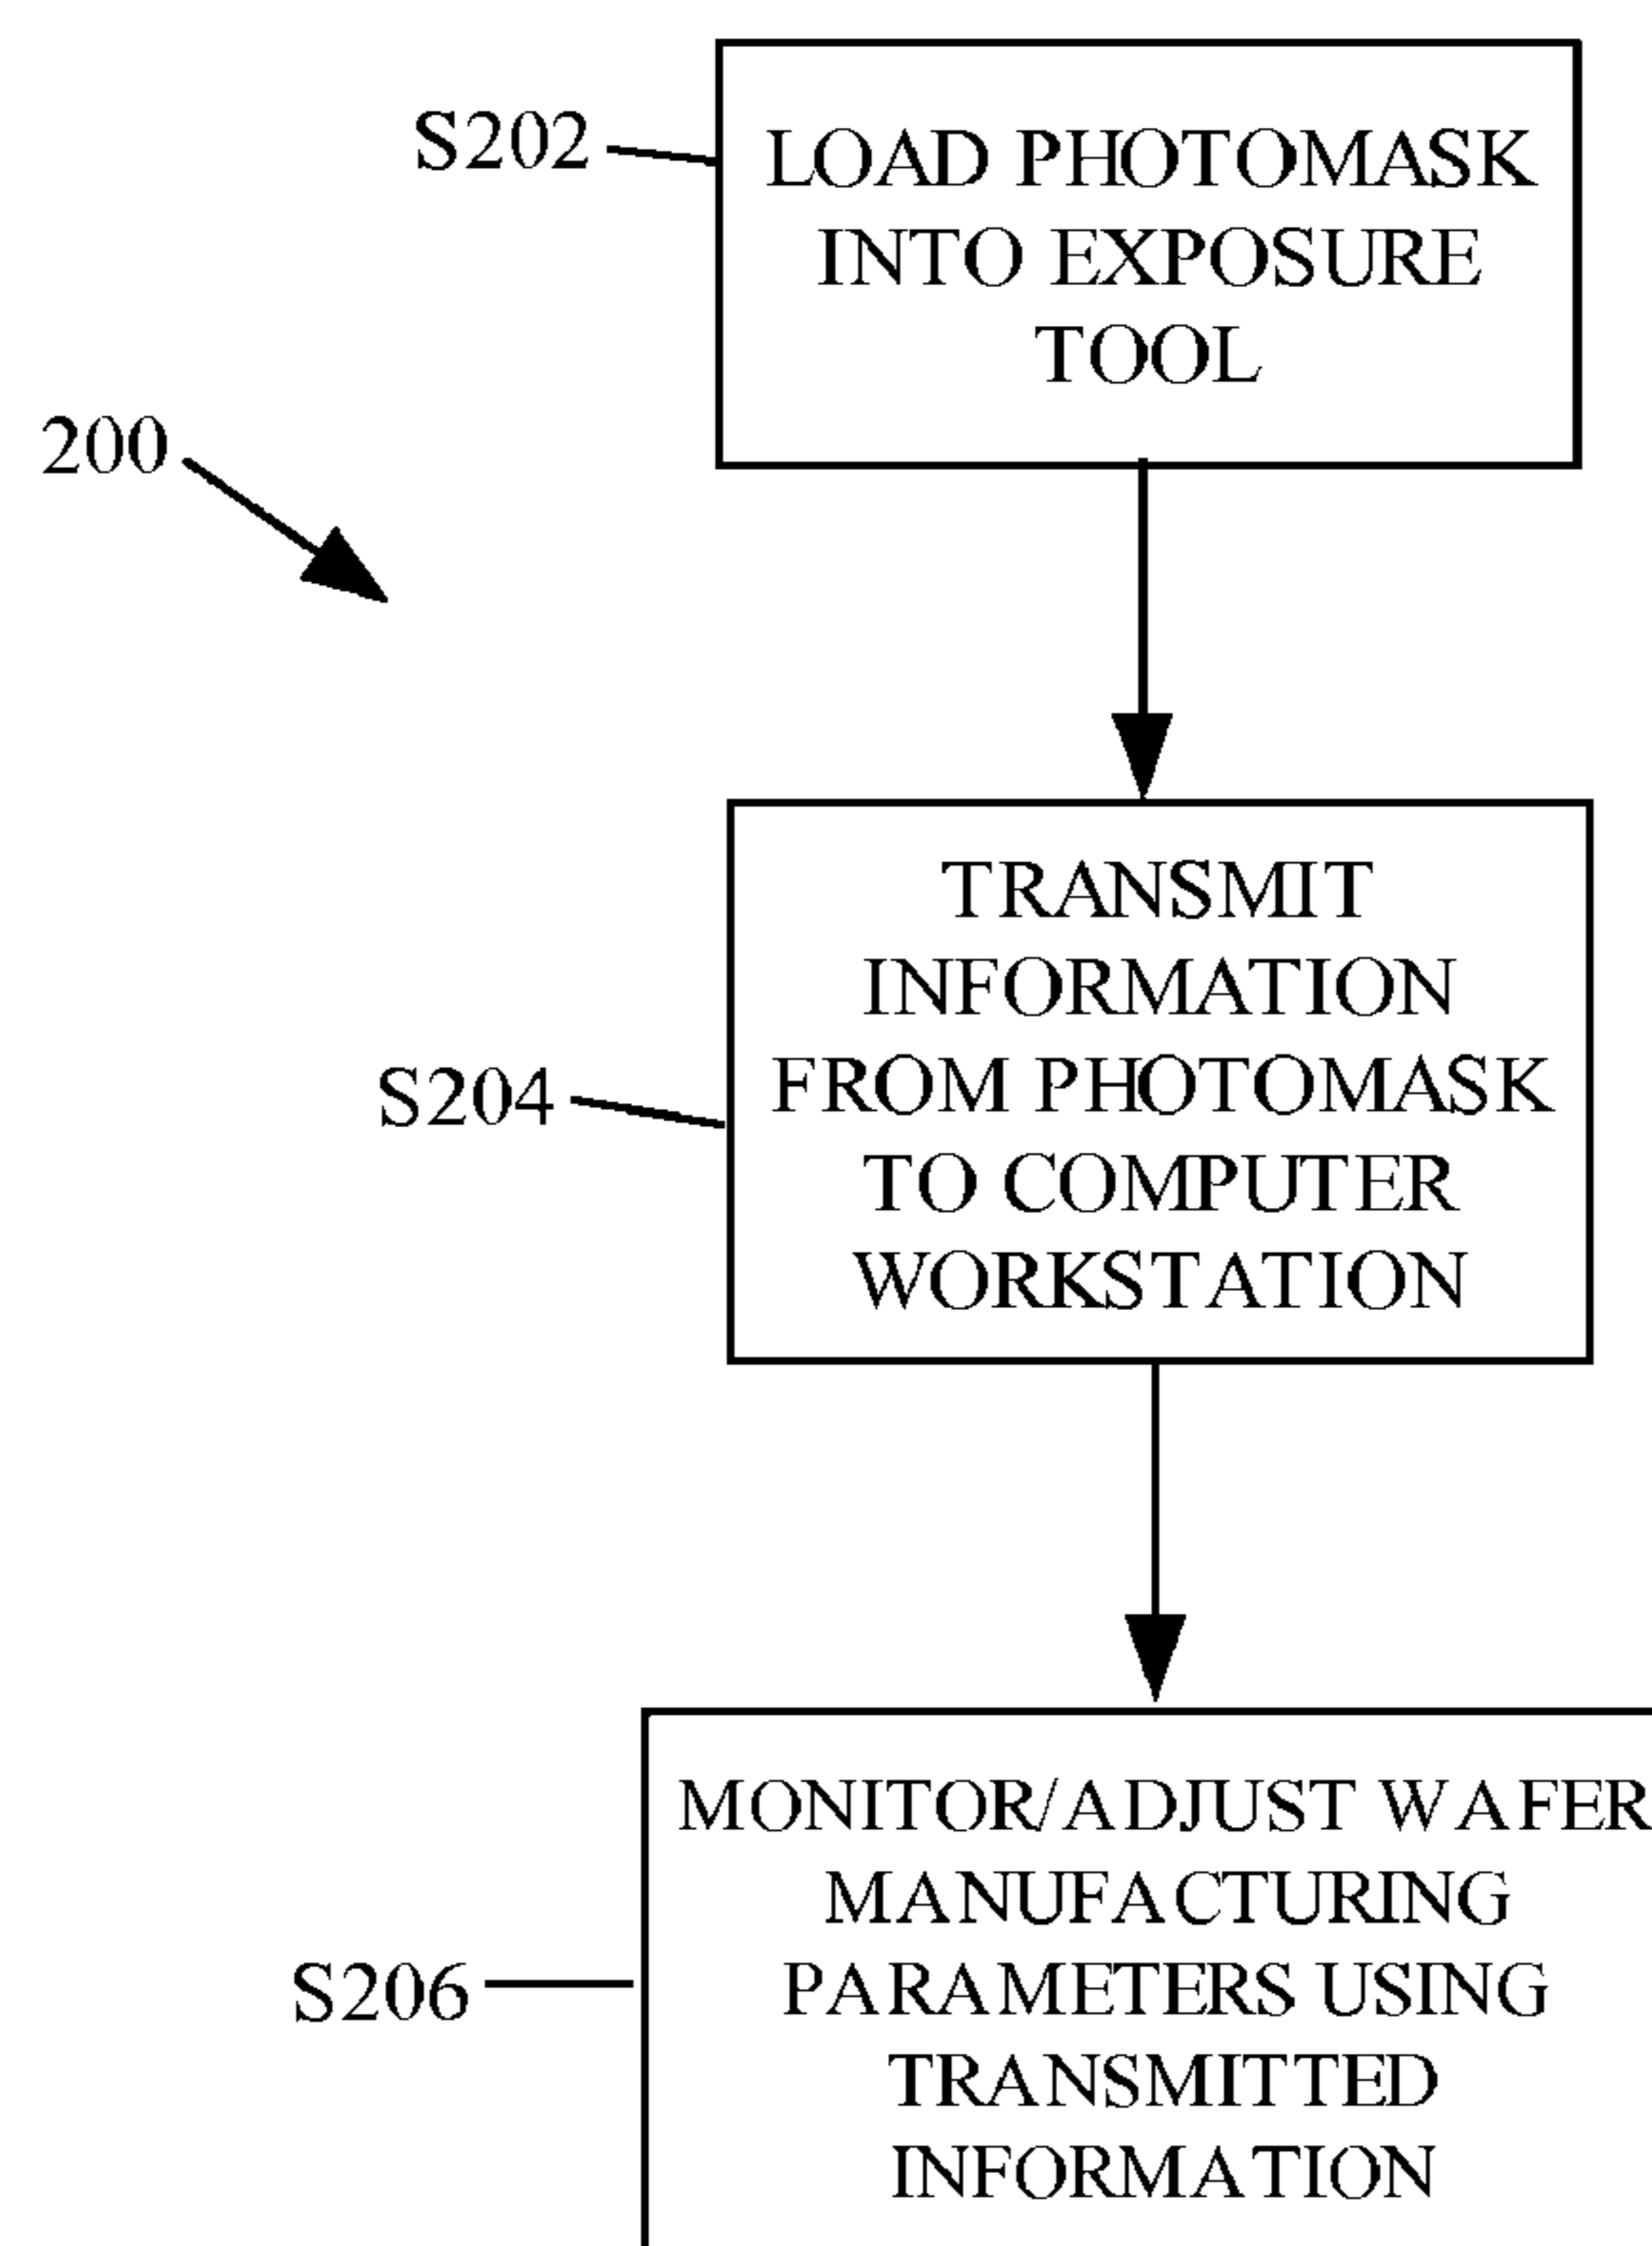 S202
LOAD PHOTOMASK
INTO EXPOSURE
TOOL
200
TRANSMIT
INFORMATION
FROM PHOTOMASK
TO COMPUTER
WORKSTATION
S204
MONITOR/ADJUST WAFER
MANUFACTURING
PARAMETERS USING
TRANSMITTED
INFORMATION
S206